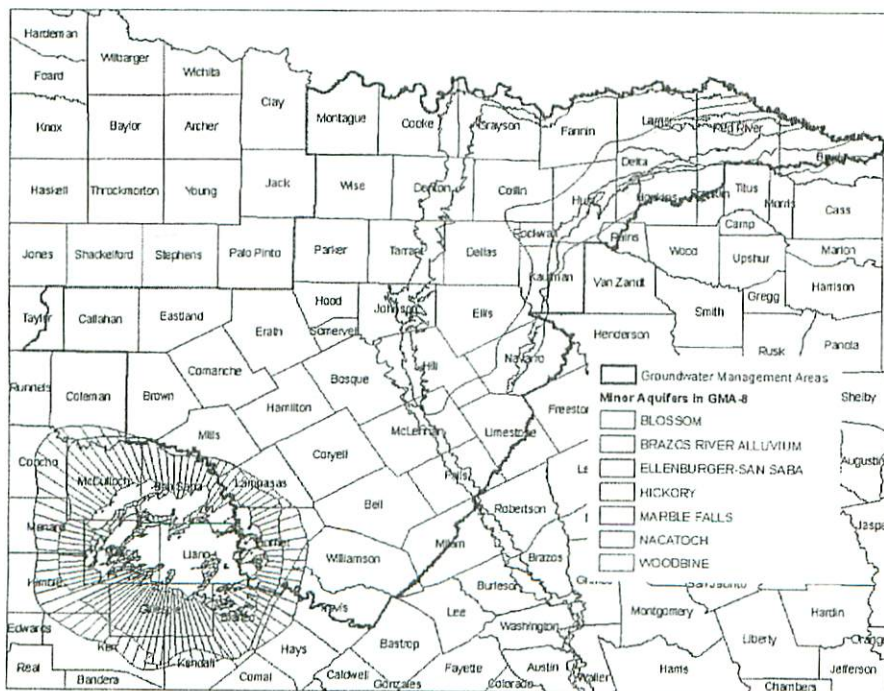 Hardeman
Wilbarger
Wichita
Foard
Clay
Montague
Cooke
Grayson
Fannin
Lamar
Red River
Knox
Baylor
Archer
Delta
Haskell
Throckmorton
Young
Jack
Wise
Denton
Collin
Hunt
Titus
Morris
Cass
Camp
Jones
Shackelford
Stephens
Palo Pinto
Parker
Tarrant
Dallas
Rockwall
Rains
Wood
Upshur
Marion
Kaufman
Van Zandt
Gregg
Harrison
Taylor
Callahan
Eastland
Hood
Johnson
Ellis
Smith
Somervell
Erath
Henderson
Rusk
Panola
Navarro
Hill
Comanche
Bosque
Runnels
Coleman
Brown
Hamilton
Groundwater Management Areas
Shelby
Minor Aquifers in GMA-8
Mills
McLennan
Limestone
BLOSSOM
Coryell
BRAZOS RIVER ALLUVIUM
Concho
McCulloch
San Saba
Lampasas
Falls
ELLENBURGER-SAN SABA
Bell
HICKORY
Menard
Robertson
MARBLE FALLS
Llano
Milam
NACATOCH
Williamson
Brazos
WOODBINE
Kimble
Burleson
Travis
Lee
Montgomery
Hardin
Gillespie
Blanco
Washington
Liberty
Edwards
Hays
Bastrop
Kerr
Kendall
Austin
Waller
Harris
Jefferson
Real
Bandera
Comal
Caldwell
Fayette
Gonzales
Colorado